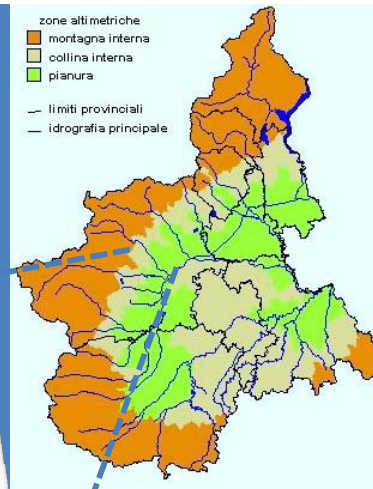 zone altimetriche
montagna interna
collina interna
pianura
limiti provinciali
idrografia principale